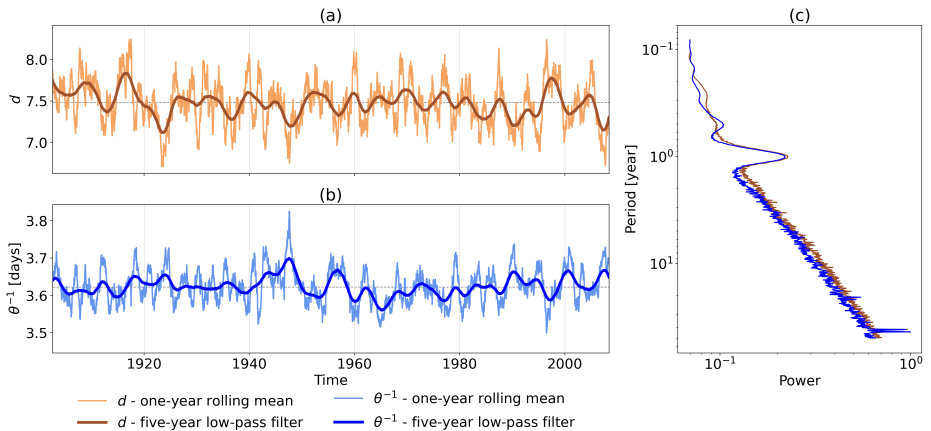 (a)
8.0
7.5
7.0
d
(b)
3.8
3.7
3.6
3.5
θ⁻¹ [days]
1920 1940 1960 1980 2000
Time
d - one-year rolling mean
d - five-year low-pass filter
θ⁻¹ - one-year rolling mean
θ⁻¹ - five-year low-pass filter
(c)
10⁻¹
10⁰
10¹
Period [year]
10⁻¹ 10⁰
Power